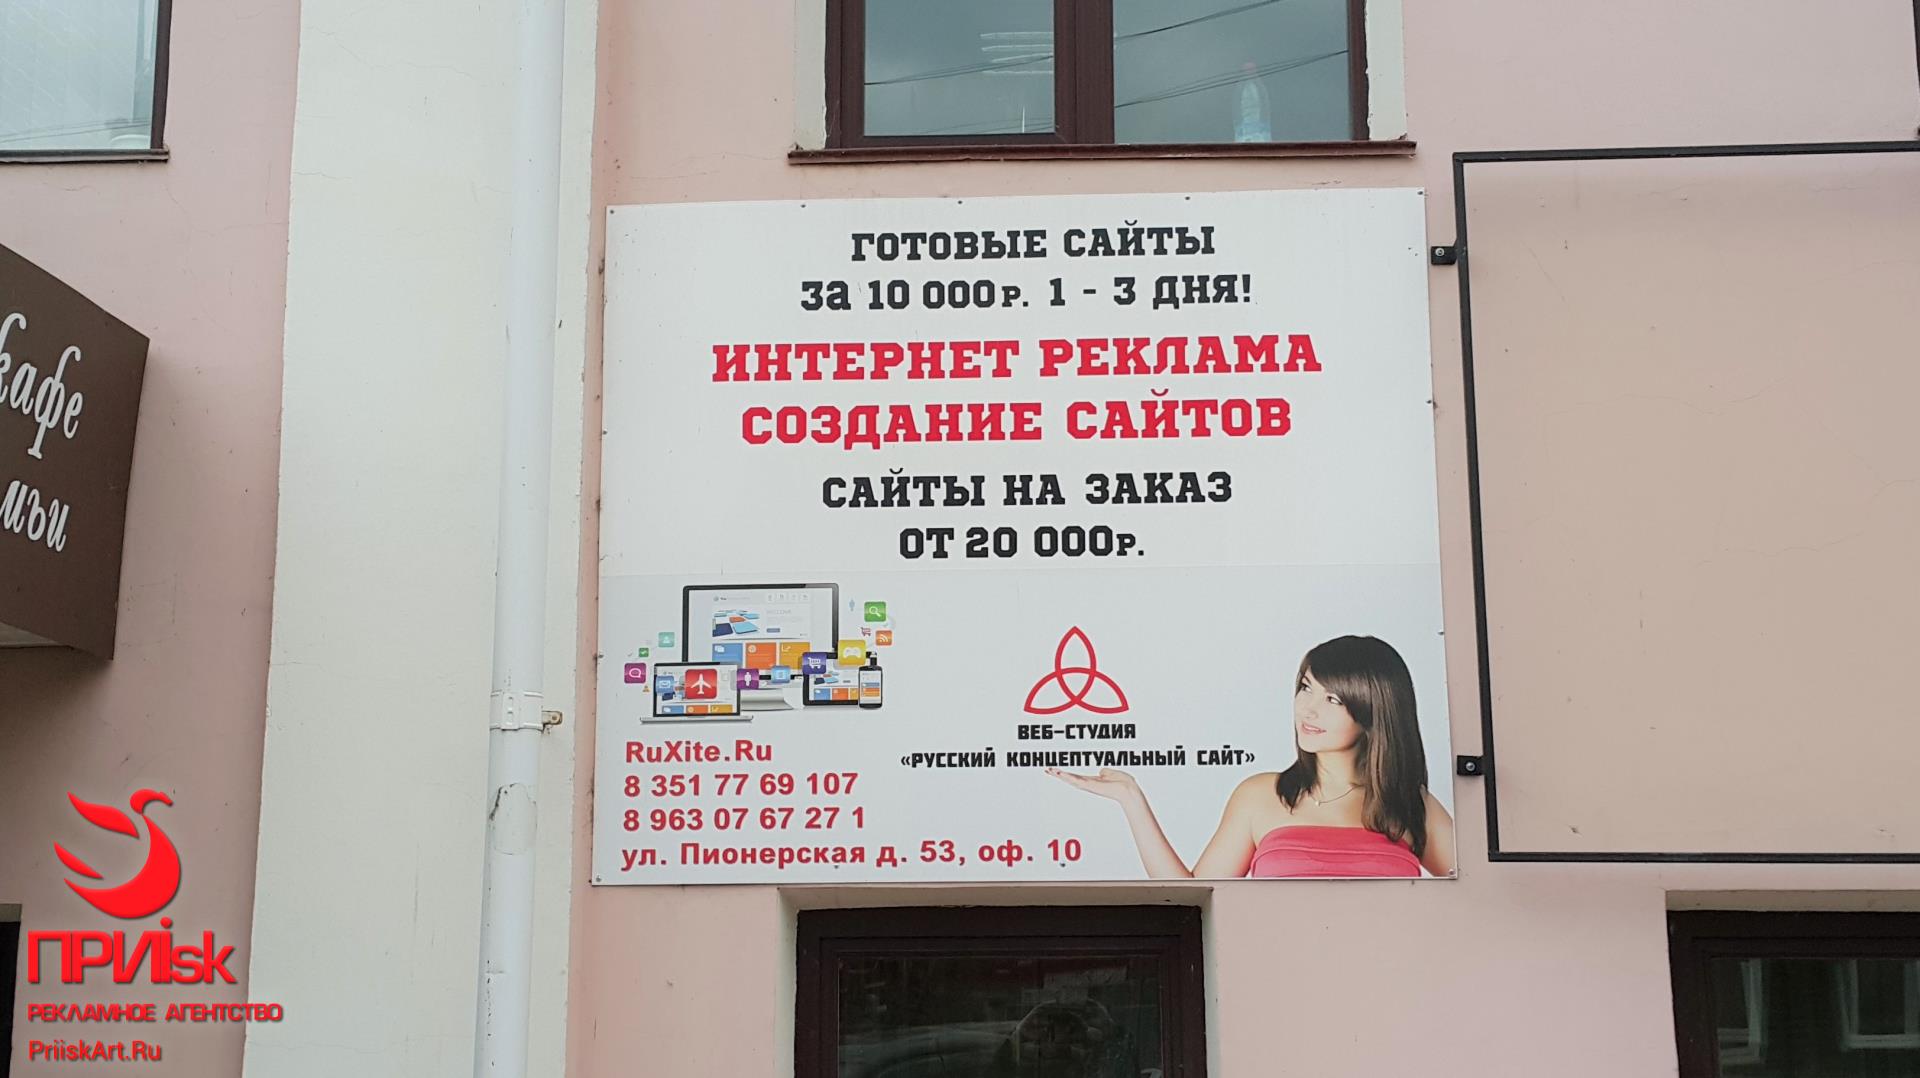 ГОТОВЫЕ САЙТЫ
ЗА 10 000Р. 1 - 3 ДНЯ!
ИНТЕРНЕТ РЕКЛАМА
СОЗДАНИЕ САЙТОВ
САЙТЫ НА ЗАКАЗ
ОТ 20 000Р.
ВЕБ-СТУДИЯ
«РУССКИЙ КОНЦЕПТУАЛЬНЫЙ САЙТ»
RuXite.Ru
8 351 77 69 107
8 963 07 67 27 1
ул. Пионерская д. 53, оф. 10
кафе
мъи
ПРИisk
РЕКЛАМНОЕ АГЕНТСТВО
PriiskArt.Ru